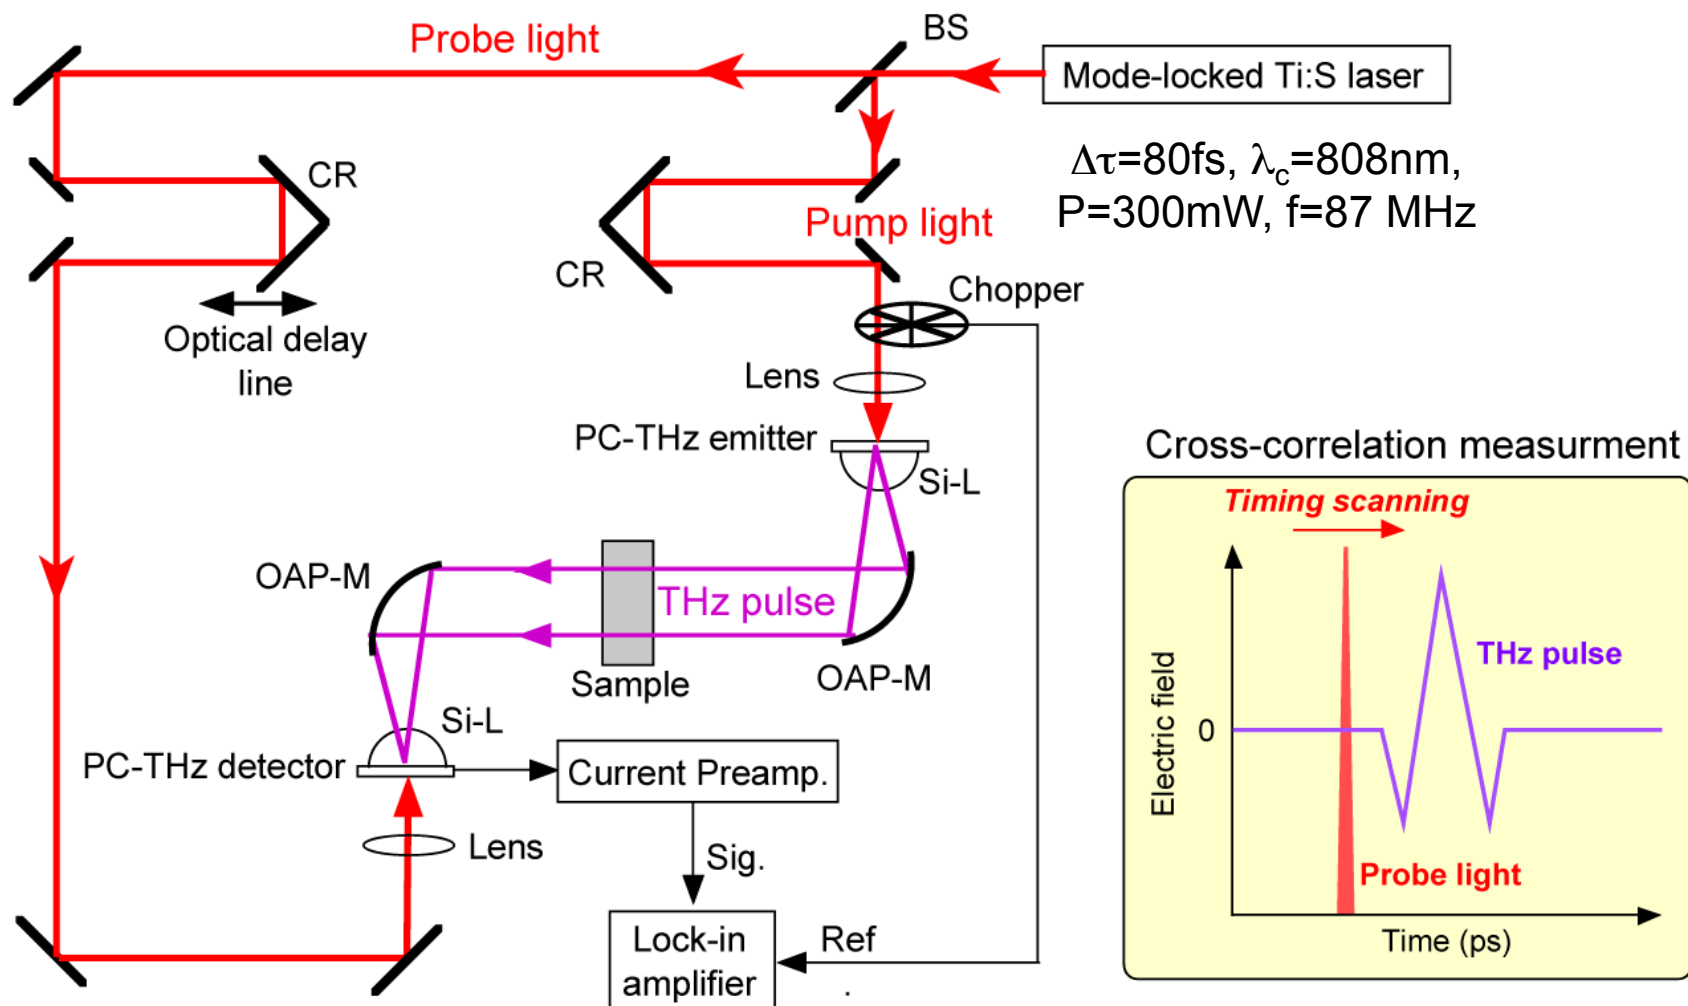 BS
Probe light
Mode-locked Ti:S laser
Δτ=80fs, λc=808nm,
P=300mW, f=87 MHz
CR
Pump light
CR
Chopper
Optical delay
line
Lens
PC-THz emitter
Si-L
OAP-M
THz pulse
Sample
OAP-M
Si-L
PC-THz detector
Current Preamp.
Lens
Sig.
Lock-in
amplifier
Ref
.
Cross-correlation measurment
Timing scanning
Electric field
0
THz pulse
Probe light
Time (ps)